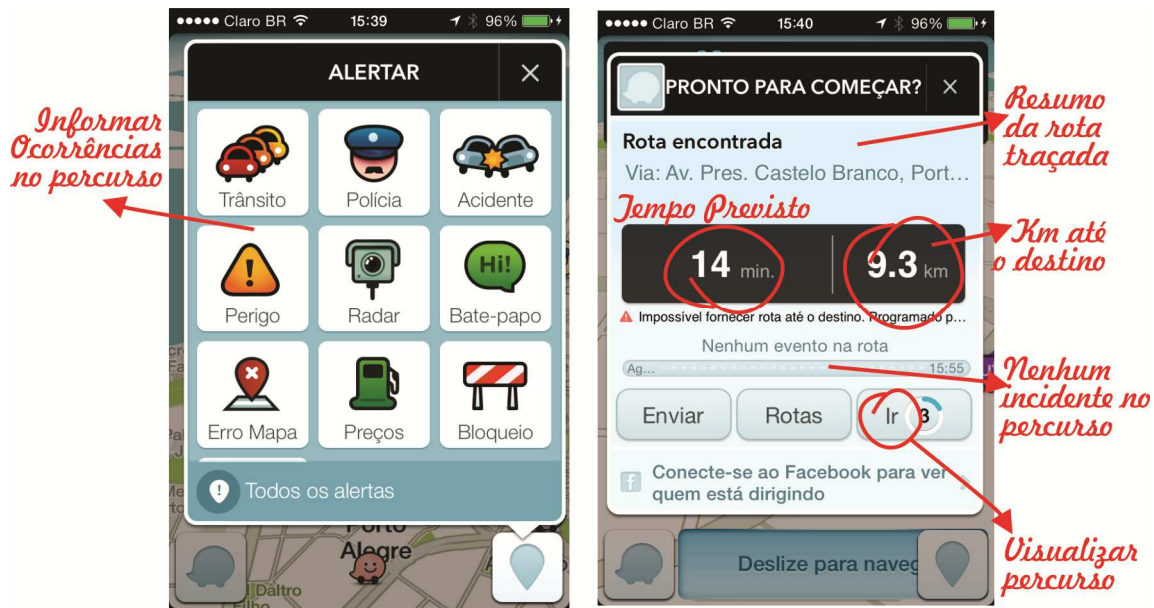 Claro BR 15:39 96%
ALERTAR
Informar
Ocorrências
no percurso
Trânsito Polícia Acidente
Hi!
Perigo Radar Bate-papo
Erro Mapa Preços Bloqueio
Todos os alertas
Porto
Alegre
Daltro
Filho
Claro BR 15:40 96%
PRONTO PARA COMEÇAR?
Rota encontrada
Via: Av. Pres. Castelo Branco, Port...
Resumo
da rota
traçada
Tempo Previsto
14 min. 9.3 km
Km até
o destino
Impossível fornecer rota até o destino. Programado p...
Nenhum evento na rota
Ag... 15:55
Nenhum
incidente no
percurso
Enviar Rotas Ir 3
Conecte-se ao Facebook para ver
quem está dirigindo
Deslize para naveg
Visualizar
percurso